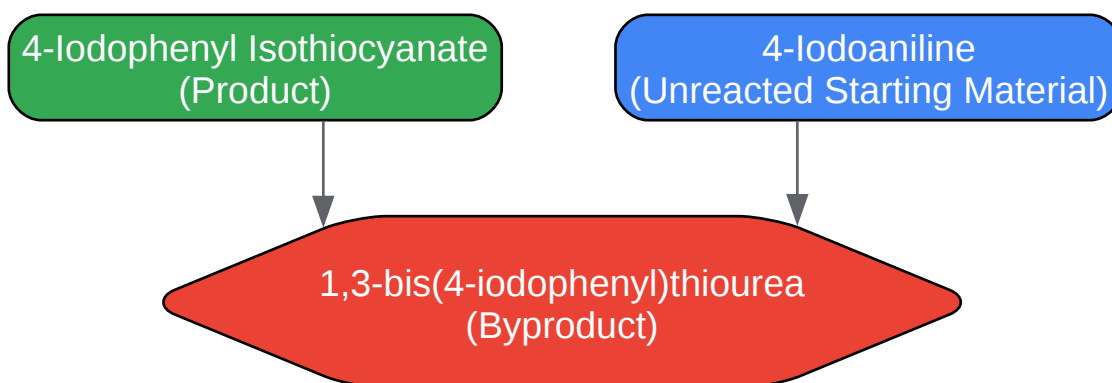 4-Iodophenyl Isothiocyanate
(Product)
4-Iodoaniline
(Unreacted Starting Material)
1,3-bis(4-iodophenyl)thiourea
(Byproduct)